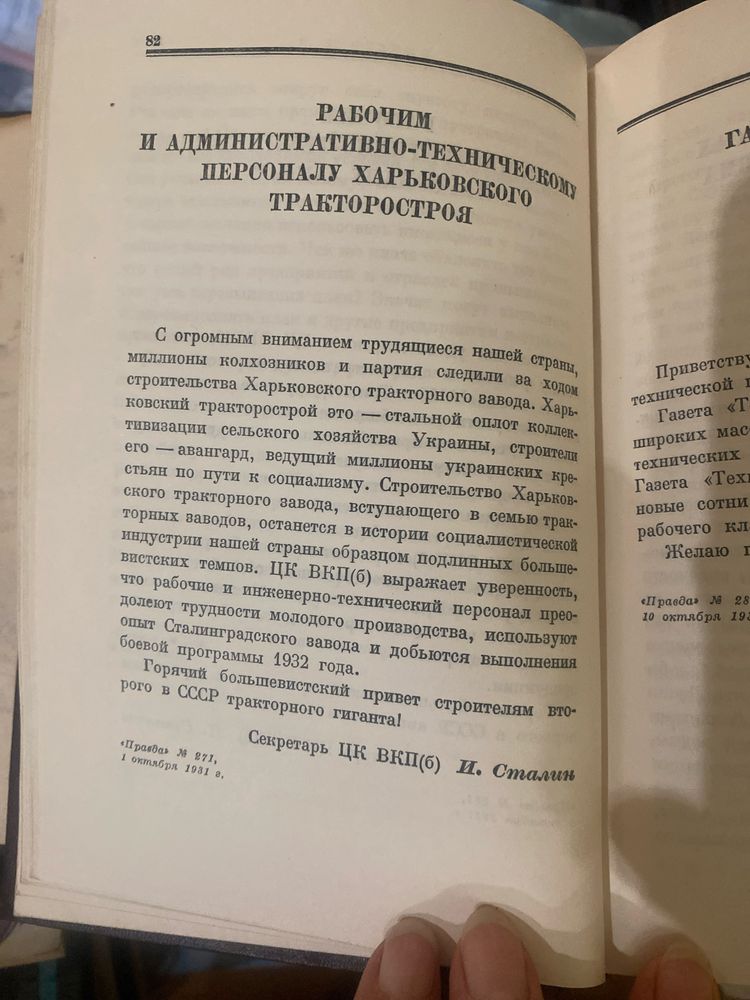 82
РАБОЧИМ
И АДМИНИСТРАТИВНО-ТЕХНИЧЕСКОМУ
ПЕРСОНАЛУ ХАРЬКОВСКОГО
ТРАКТОРОСТРОЯ
С огромным вниманием трудящиеся нашей страны,
миллионы колхозников и партия следили за ходом
строительства Харьковского тракторного завода. Харь-
ковский тракторострой это — стальной оплот коллек-
тивизации сельского хозяйства Украины, строители
его — авангард, ведущий миллионы украинских кре-
стьян по пути к социализму. Строительство Харьков-
ского тракторного завода, вступающего в семью трак-
торных заводов, останется в истории социалистической
индустрии нашей страны образцом подлинных больше-
вистских темпов. ЦК ВКП(б) выражает уверенность,
что рабочие и инженерно-технический персонал прео-
долеют трудности молодого производства, используют
опыт Сталинградского завода и добьются выполнения
боевой программы 1932 года.
Горячий большевистский привет строителям вто-
рого в СССР тракторного гиганта!
Секретарь ЦК ВКП(б) И. Сталин
«Правда» № 271,
1 октября 1931 г.
ГА
Приветству
технической п
Газета «Т
широких мас
технических
Газета «Техн
новые сотни
рабочего кл
Желаю п
«Правда» № 28
10 октября 193